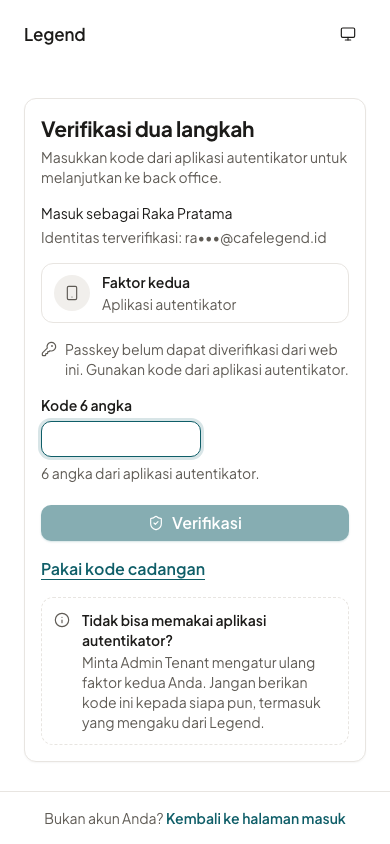 Legend
Verifikasi dua langkah
Masukkan kode dari aplikasi autentikator untuk
melanjutkan ke back office.
Masuk sebagai Raka Pratama
Identitas terverifikasi: ra•••@cafelegend.id
Faktor kedua
Aplikasi autentikator
Passkey belum dapat diverifikasi dari web
ini. Gunakan kode dari aplikasi autentikator.
Kode 6 angka
6 angka dari aplikasi autentikator.
Verifikasi
Pakai kode cadangan
Tidak bisa memakai aplikasi
autentikator?
Minta Admin Tenant mengatur ulang
faktor kedua Anda. Jangan berikan
kode ini kepada siapa pun, termasuk
yang mengaku dari Legend.
Bukan akun Anda? Kembali ke halaman masuk